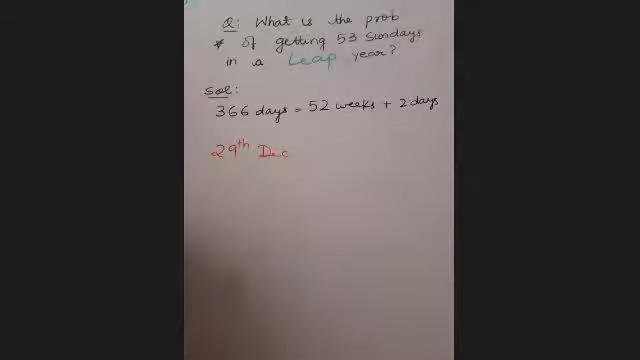 Q: What is the prob
* of getting 53 Sundays
in a Leap year?
Sol:
366 days = 52 weeks + 2 days
29th Dec